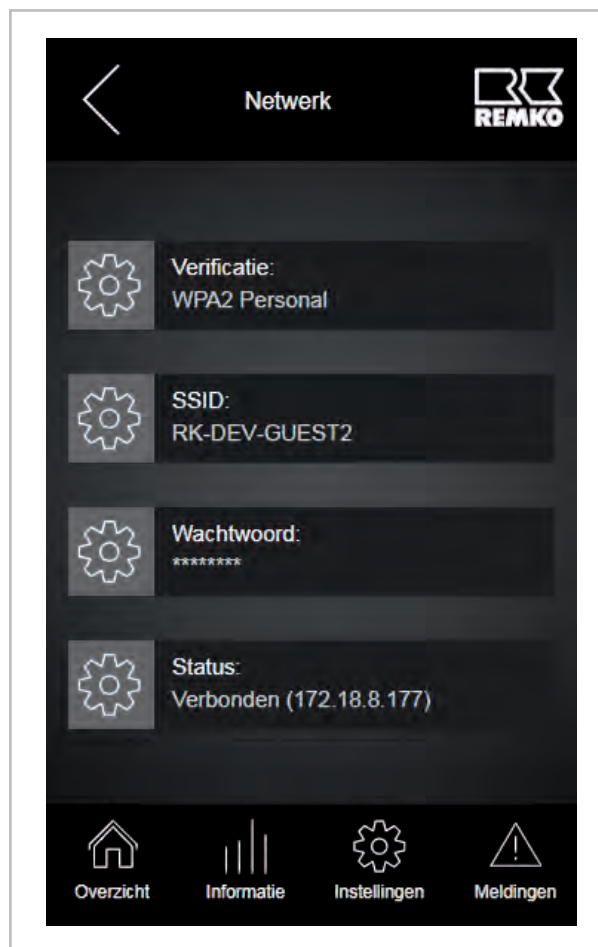 Netwerk
REMKO
Verificatie:
WPA2 Personal
SSID:
RK-DEV-GUEST2
Wachtwoord:
********
Status:
Verbonden (172.18.8.177)
Overzicht
Informatie
Instellingen
Meldingen